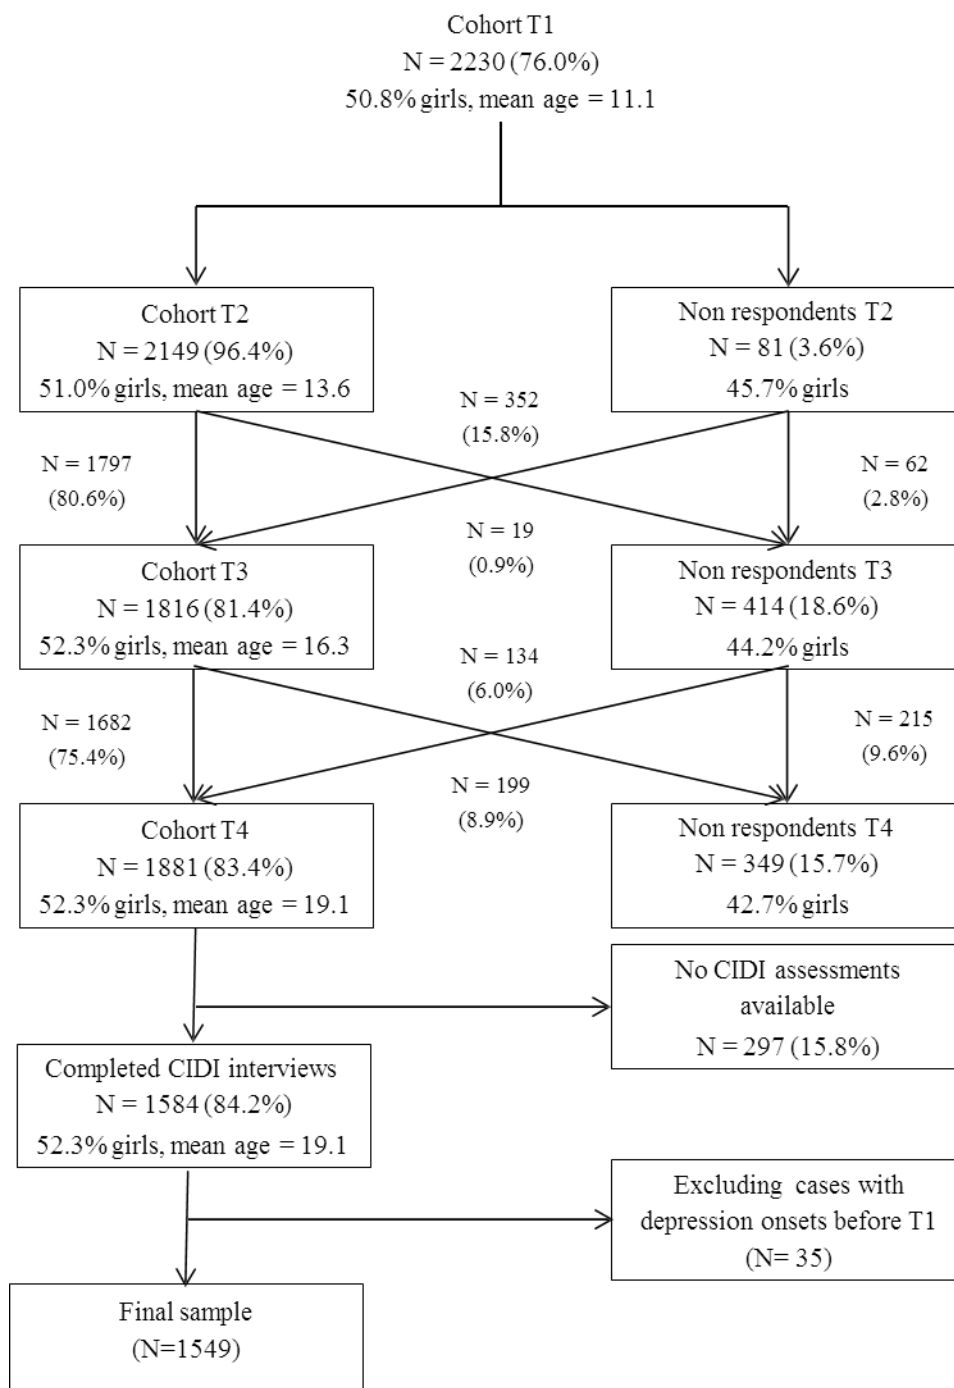 Cohort T1
N = 2230 (76.0%)
50.8% girls, mean age = 11.1
Cohort T2
N = 2149 (96.4%)
51.0% girls, mean age = 13.6
Non respondents T2
N = 81 (3.6%)
45.7% girls
N = 352
(15.8%)
N = 1797
(80.6%)
N = 62
(2.8%)
N = 19
(0.9%)
Cohort T3
N = 1816 (81.4%)
52.3% girls, mean age = 16.3
Non respondents T3
N = 414 (18.6%)
44.2% girls
N = 134
(6.0%)
N = 1682
(75.4%)
N = 215
(9.6%)
N = 199
(8.9%)
Cohort T4
N = 1881 (83.4%)
52.3% girls, mean age = 19.1
Non respondents T4
N = 349 (15.7%)
42.7% girls
No CIDI assessments
available
N = 297 (15.8%)
Completed CIDI interviews
N = 1584 (84.2%)
52.3% girls, mean age = 19.1
Excluding cases with
depression onsets before T1
(N= 35)
Final sample
(N=1549)